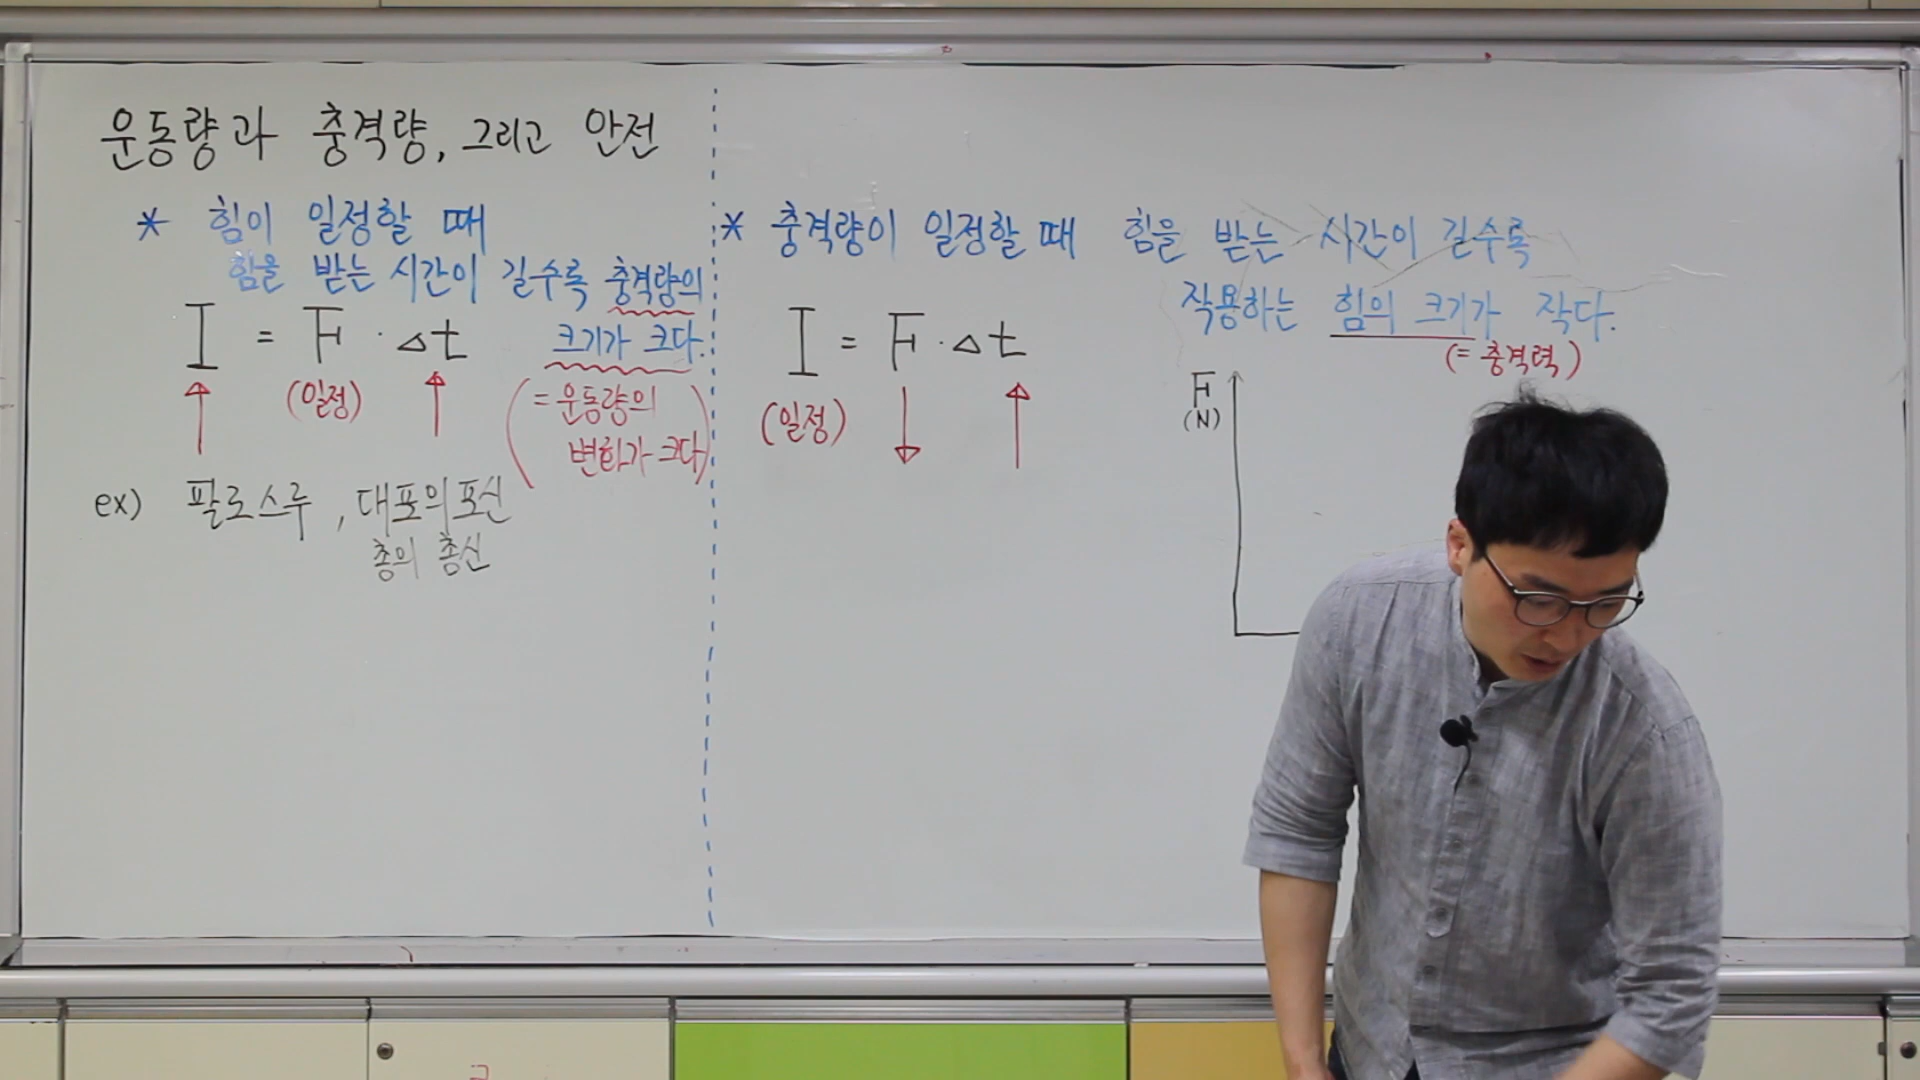 운동량과 충격량, 그리고 안전
* 힘이 일정할 때
힘을 받는 시간이 길수록 충격량의
크기가 크다.
I = F · Δt
(일정)
(= 운동량의
변화가 크다)
ex) 팔로스루, 대포의 포신
총의 총신
* 충격량이 일정할 때 힘을 받는 시간이 길수록
작용하는 힘의 크기가 작다.
(= 충격력)
I = F · Δt
(일정)
F
(N)